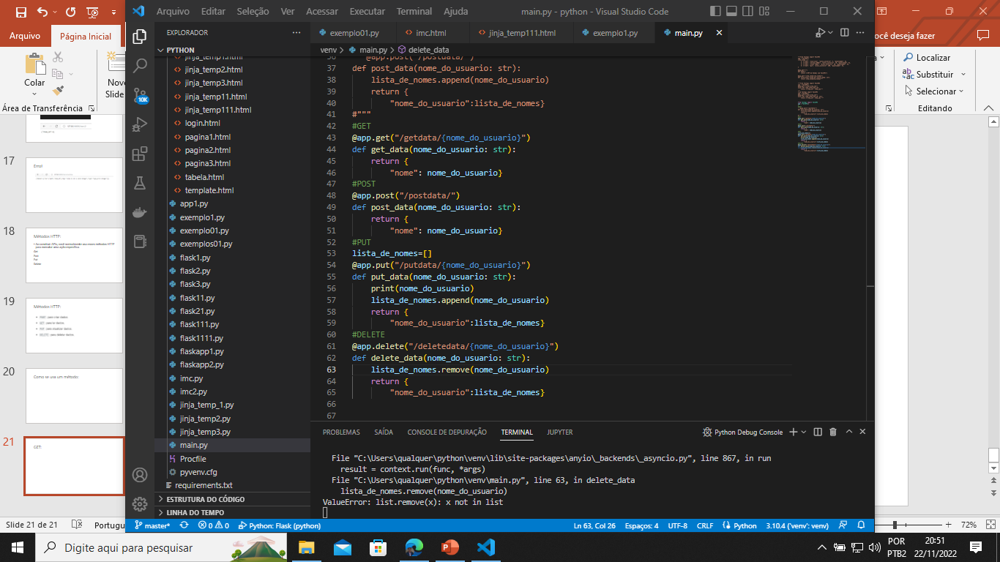 Arquivo Editar Seleção Ver Acessar Executar Terminal Ajuda
main.py - python - Visual Studio Code
ocê deseja fazer
Arquivo
Página Inicial
Colar
Novo
Slide
Área de Transferência
Localizar
Substituir
Selecionar
Editando
17
Erro!
18
Métodos HTTP:
Get
Post
Put
Delete
19
Métodos HTTP:
20
Como se usa um método:
21
GET:
Slide 21 de 21
Portugu
72%
EXPLORADOR
PYTHON
jinja_temp1.html
jinja_temp2.html
jinja_temp3.html
jinja_temp11.html
jinja_temp111.html
login.html
pagina1.html
pagina2.html
pagina3.html
tabela.html
template.html
app1.py
exemplo1.py
exemplo01.py
exemplos01.py
flask1.py
flask2.py
flask3.py
flask11.py
flask21.py
flask111.py
flask1111.py
flaskapp1.py
flaskapp2.py
imc.py
imc2.py
jinja_temp_1.py
jinja_temp2.py
jinja_temp3.py
main.py
Procfile
pyvenv.cfg
requirements.txt
ESTRUTURA DO CÓDIGO
LINHA DO TEMPO
10K
exemplo01.py
imc.html
jinja_temp111.html
exemplo1.py
main.py
venv > main.py > delete_data
36 @app.post("/postdata/")
37 def post_data(nome_do_usuario: str):
38 lista_de_nomes.append(nome_do_usuario)
39 return {
40 "nome_do_usuario":lista_de_nomes}
41 #"""
42 #GET
43 @app.get("/getdata/{nome_do_usuario}")
44 def get_data(nome_do_usuario: str):
45 return {
46 "nome": nome_do_usuario}
47 #POST
48 @app.post("/postdata/")
49 def post_data(nome_do_usuario: str):
50 return {
51 "nome": nome_do_usuario}
52 #PUT
53 lista_de_nomes=[]
54 @app.put("/putdata/{nome_do_usuario}")
55 def put_data(nome_do_usuario: str):
56 print(nome_do_usuario)
57 lista_de_nomes.append(nome_do_usuario)
58 return {
59 "nome_do_usuario":lista_de_nomes}
60 #DELETE
61 @app.delete("/deletedata/{nome_do_usuario}")
62 def delete_data(nome_do_usuario: str):
63 lista_de_nomes.remove(nome_do_usuario)
64 return {
65 "nome_do_usuario":lista_de_nomes}
66
67
PROBLEMAS SAÍDA CONSOLE DE DEPURAÇÃO TERMINAL JUPYTER
Python Debug Console
File "C:\Users\qualquer\python\venv\lib\site-packages\anyio\_backends\_asyncio.py", line 867, in run
result = context.run(func, *args)
File "C:\Users\qualquer\python\venv\main.py", line 63, in delete_data
lista_de_nomes.remove(nome_do_usuario)
ValueError: list.remove(x): x not in list
master* 0 0 Python: Flask (python)
Ln 63, Col 26 Espaços: 4 UTF-8 CRLF Python 3.10.4 ('venv': venv)
Digite aqui para pesquisar
POR
PTB2
20:51
22/11/2022